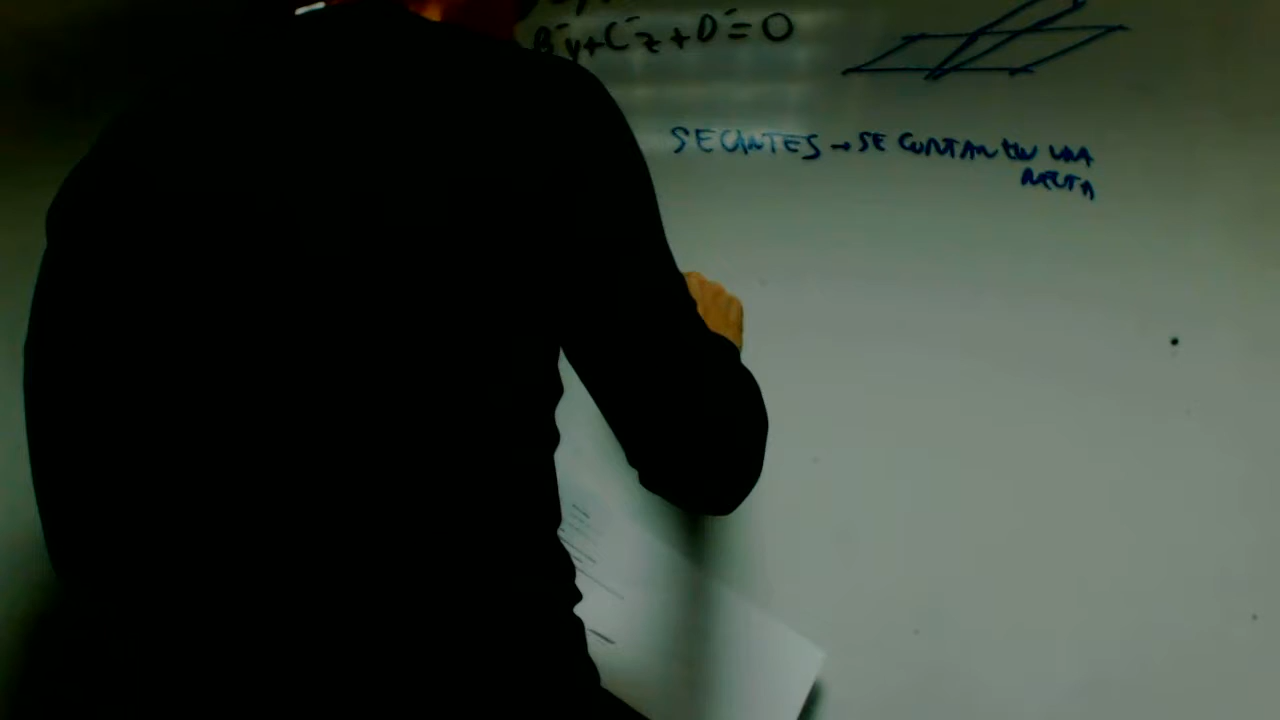 B´y+C´z+D´=0
SECANTES → SE CORTAN EN UNA
RECTA